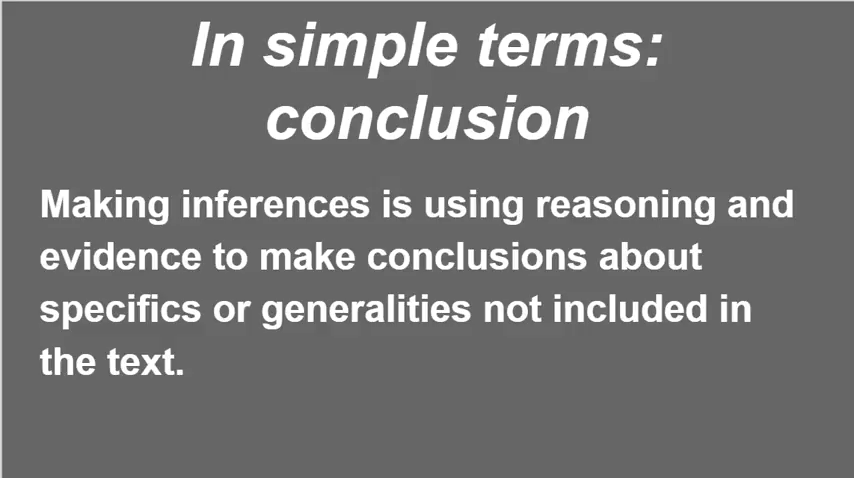 In simple terms:
conclusion
Making inferences is using reasoning and
evidence to make conclusions about
specifics or generalities not included in
the text.